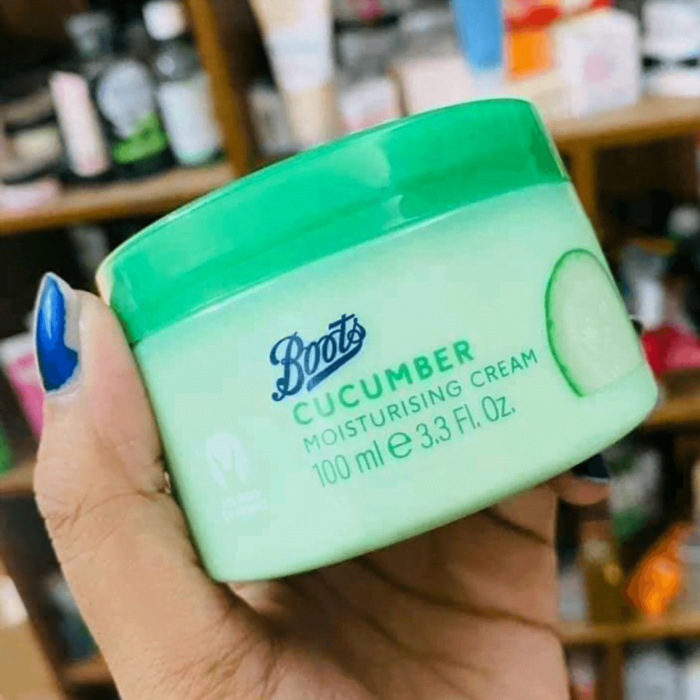 Boots
CUCUMBER
MOISTURISING CREAM
100 ml e 3.3 Fl. Oz.